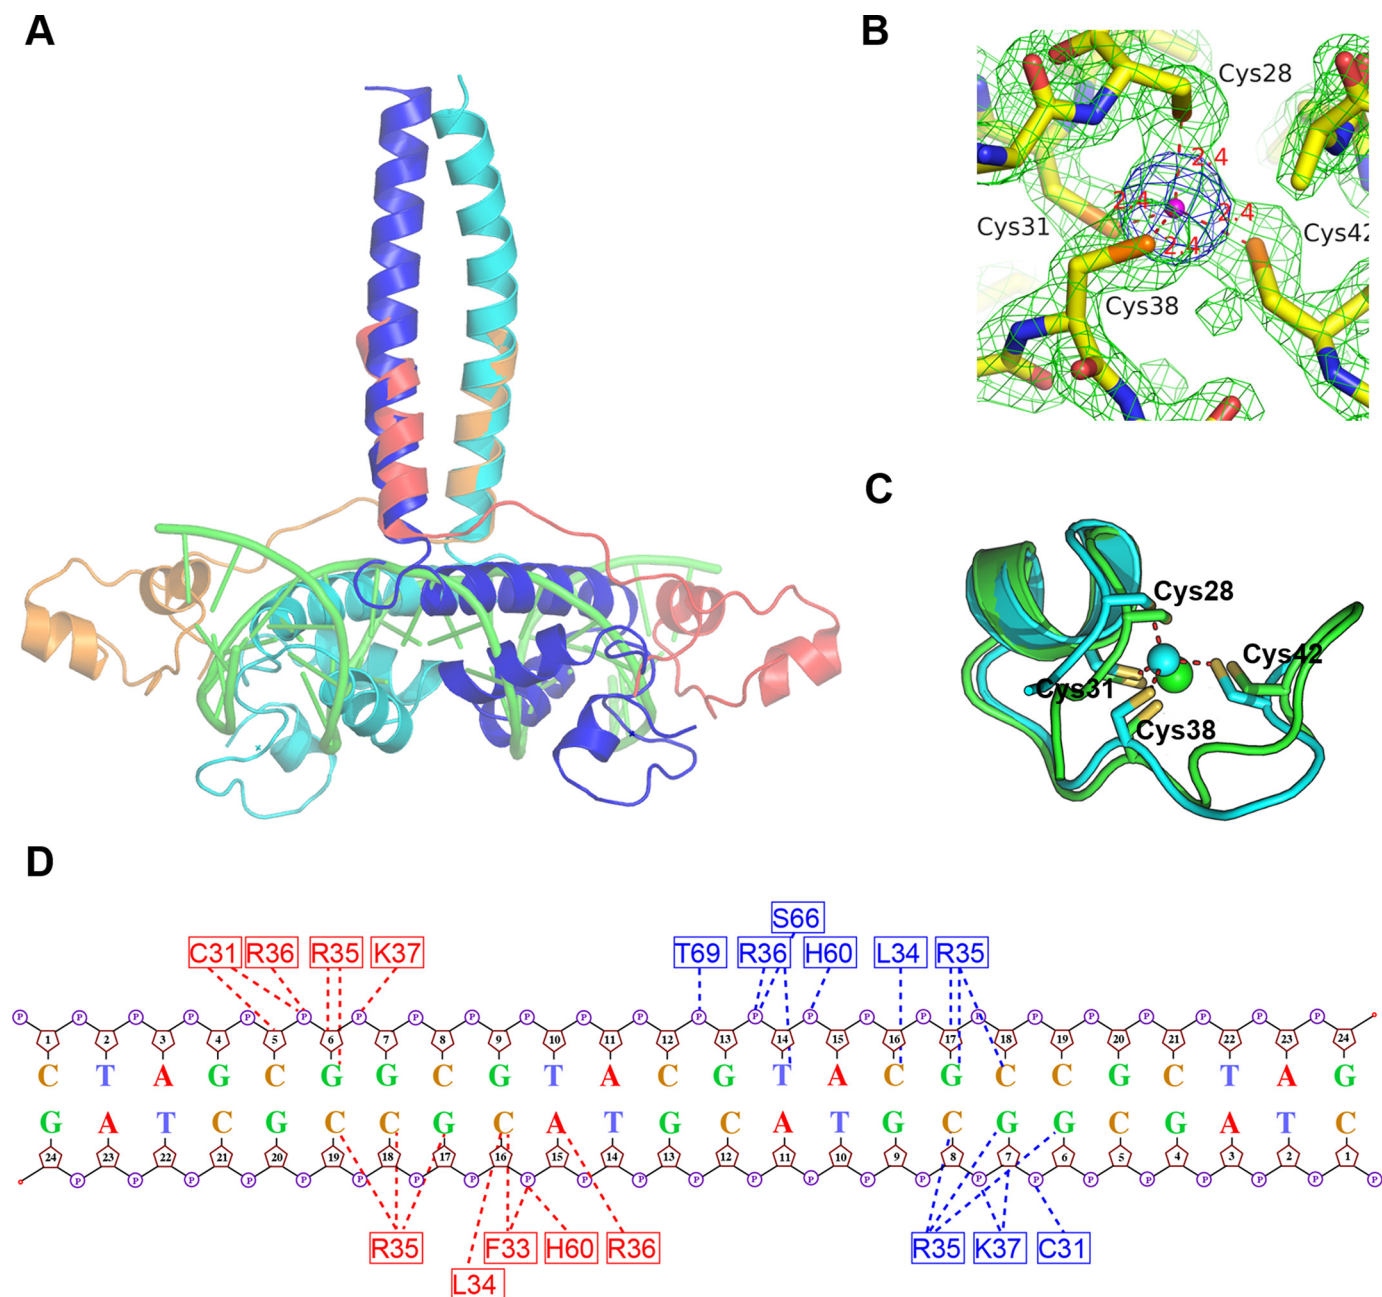 A
B
Cys28
2.4
2.4
2.4
Cys31
Cys42
2.4
Cys38
C
Cys28
Cys42
Cys31
Cys38
D
S66
C31 R36 R35 K37 T69 R36 H60 L34 R35
P P P P P P P P P P P P P P P P P P P P P P P P
1 2 3 4 5 6 7 8 9 10 11 12 13 14 15 16 17 18 19 20 21 22 23 24
C T A G C G G C G T A C G T A C G C C G C T A G
G A T C G C C G C A T G C A T G C G G C G A T C
24 23 22 21 20 19 18 17 16 15 14 13 12 11 10 9 8 7 6 5 4 3 2 1
P P P P P P P P P P P P P P P P P P P P P P P P
R35 F33 H60 R36 R35 K37 C31
L34